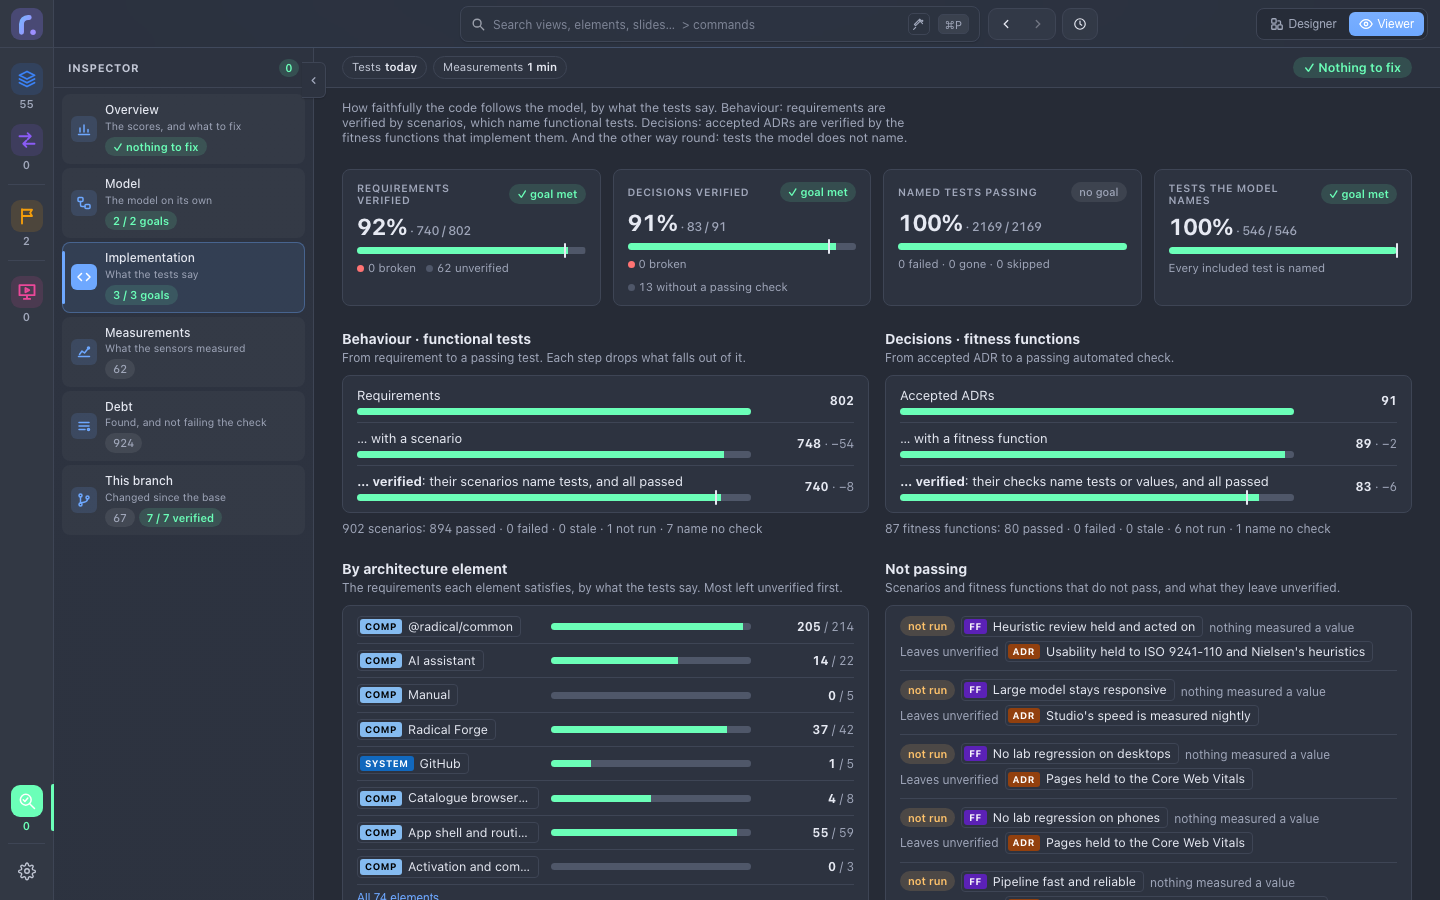 Search views, elements, slides... > commands
⌘P
Designer
Viewer
55
0
2
0
0
INSPECTOR
0
Overview
The scores, and what to fix
✓ nothing to fix
Model
The model on its own
2 / 2 goals
Implementation
What the tests say
3 / 3 goals
Measurements
What the sensors measured
62
Debt
Found, and not failing the check
924
This branch
Changed since the base
67
7 / 7 verified
Tests today
Measurements 1 min
✓ Nothing to fix
How faithfully the code follows the model, by what the tests say. Behaviour: requirements are
verified by scenarios, which name functional tests. Decisions: accepted ADRs are verified by the
fitness functions that implement them. And the other way round: tests the model does not name.
REQUIREMENTS
VERIFIED
✓ goal met
92% · 740 / 802
0 broken
62 unverified
DECISIONS VERIFIED
✓ goal met
91% · 83 / 91
0 broken
13 without a passing check
NAMED TESTS PASSING
no goal
100% · 2169 / 2169
0 failed · 0 gone · 0 skipped
TESTS THE MODEL
NAMES
✓ goal met
100% · 546 / 546
Every included test is named
Behaviour · functional tests
From requirement to a passing test. Each step drops what falls out of it.
Requirements
802
... with a scenario
748 · −54
... verified: their scenarios name tests, and all passed
740 · −8
902 scenarios: 894 passed · 0 failed · 0 stale · 1 not run · 7 name no check
Decisions · fitness functions
From accepted ADR to a passing automated check.
Accepted ADRs
91
... with a fitness function
89 · −2
... verified: their checks name tests or values, and all passed
83 · −6
87 fitness functions: 80 passed · 0 failed · 0 stale · 6 not run · 1 name no check
By architecture element
The requirements each element satisfies, by what the tests say. Most left unverified first.
COMP @radical/common 205 / 214
COMP AI assistant 14 / 22
COMP Manual 0 / 5
COMP Radical Forge 37 / 42
SYSTEM GitHub 1 / 5
COMP Catalogue browser... 4 / 8
COMP App shell and routi... 55 / 59
COMP Activation and com... 0 / 3
All 74 elements
Not passing
Scenarios and fitness functions that do not pass, and what they leave unverified.
not run FF Heuristic review held and acted on nothing measured a value
Leaves unverified ADR Usability held to ISO 9241-110 and Nielsen's heuristics
not run FF Large model stays responsive nothing measured a value
Leaves unverified ADR Studio's speed is measured nightly
not run FF No lab regression on desktops nothing measured a value
Leaves unverified ADR Pages held to the Core Web Vitals
not run FF No lab regression on phones nothing measured a value
Leaves unverified ADR Pages held to the Core Web Vitals
not run FF Pipeline fast and reliable nothing measured a value